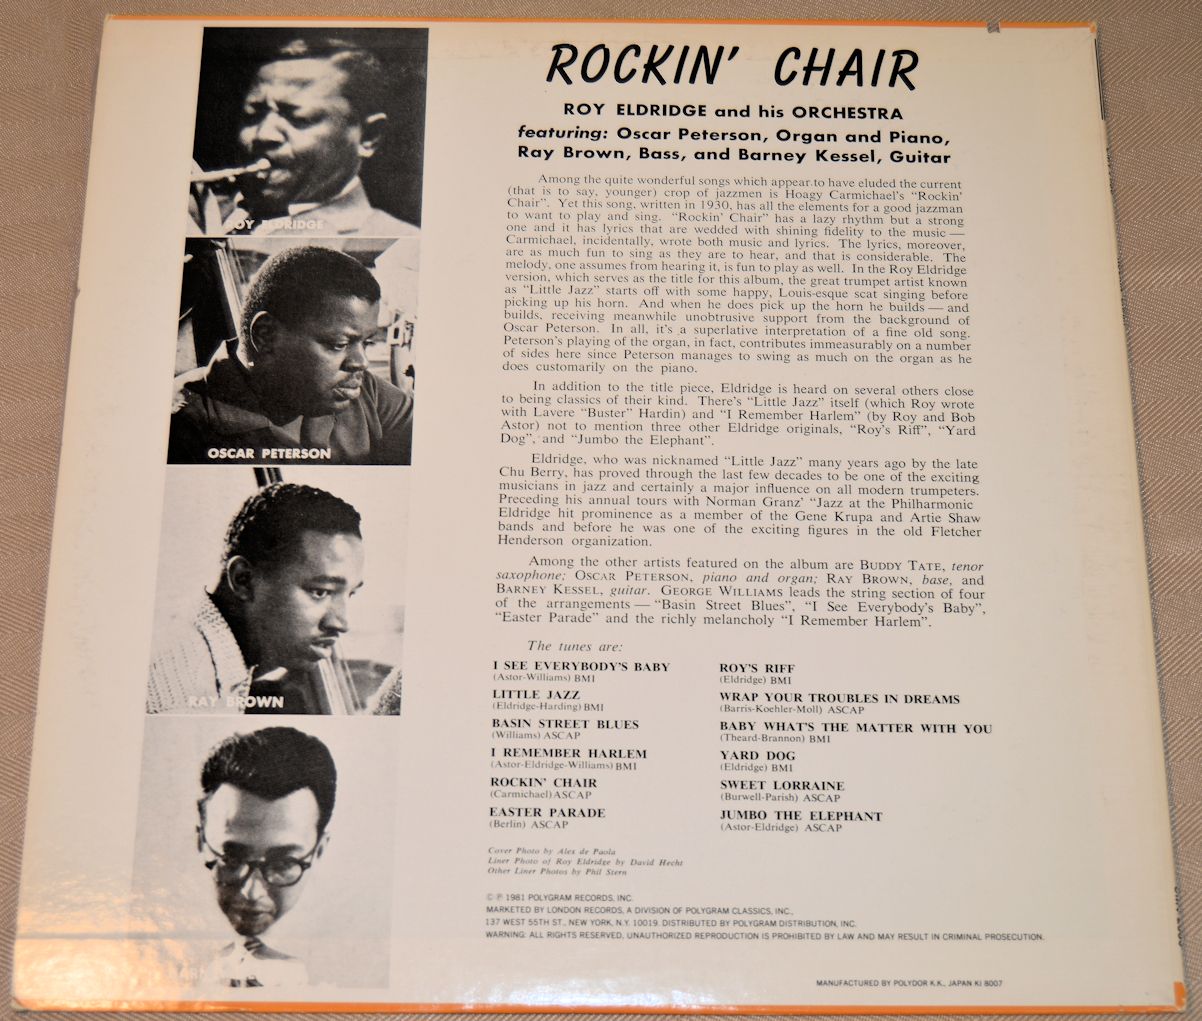 ROCKIN' CHAIR
ROY ELDRIDGE and his ORCHESTRA
featuring: Oscar Peterson, Organ and Piano,
Ray Brown, Bass, and Barney Kessel, Guitar
Among the quite wonderful songs which appear to have eluded the current
(that is to say, younger) crop of jazzmen is Hoagy Carmichael's "Rockin'
Chair". Yet this song, written in 1930, has all the elements for a good jazzman
to want to play and sing. "Rockin' Chair" has a lazy rhythm but a strong
one and it has lyrics that are wedded with shining fidelity to the music —
Carmichael, incidentally, wrote both music and lyrics. The lyrics, moreover,
are as much fun to sing as they are to hear, and that is considerable. The
melody, one assumes from hearing it, is fun to play as well. In the Roy Eldridge
version, which serves as the title for this album, the great trumpet artist known
as "Little Jazz" starts off with some happy, Louis-esque scat singing before
picking up his horn. And when he does pick up the horn he builds — and
builds, receiving meanwhile unobtrusive support from the background of
Oscar Peterson. In all, it's a superlative interpretation of a fine old song.
Peterson's playing of the organ, in fact, contributes immeasurably on a number
of sides here since Peterson manages to swing as much on the organ as he
does customarily on the piano.
In addition to the title piece, Eldridge is heard on several others close
to being classics of their kind. There's "Little Jazz" itself (which Roy wrote
with Lavere "Buster" Hardin) and "I Remember Harlem" (by Roy and Bob
Astor) not to mention three other Eldridge originals, "Roy's Riff", "Yard
Dog", and "Jumbo the Elephant".
Eldridge, who was nicknamed "Little Jazz" many years ago by the late
Chu Berry, has proved through the last few decades to be one of the exciting
musicians in jazz and certainly a major influence on all modern trumpeters.
Preceding his annual tours with Norman Granz' "Jazz at the Philharmonic
Eldridge hit prominence as a member of the Gene Krupa and Artie Shaw
bands and before he was one of the exciting figures in the old Fletcher
Henderson organization.
Among the other artists featured on the album are BUDDY TATE, tenor
saxophone; OSCAR PETERSON, piano and organ; RAY BROWN, base, and
BARNEY KESSEL, guitar. GEORGE WILLIAMS leads the string section of four
of the arrangements — "Basin Street Blues", "I See Everybody's Baby",
"Easter Parade" and the richly melancholy "I Remember Harlem".
The tunes are:
I SEE EVERYBODY'S BABY
(Astor-Williams) BMI
LITTLE JAZZ
(Eldridge-Harding) BMI
BASIN STREET BLUES
(Williams) ASCAP
I REMEMBER HARLEM
(Astor-Eldridge-Williams) BMI
ROCKIN' CHAIR
(Carmichael) ASCAP
EASTER PARADE
(Berlin) ASCAP
ROY'S RIFF
(Eldridge) BMI
WRAP YOUR TROUBLES IN DREAMS
(Barris-Koehler-Moll) ASCAP
BABY WHAT'S THE MATTER WITH YOU
(Theard-Brannon) BMI
YARD DOG
(Eldridge) BMI
SWEET LORRAINE
(Burwell-Parish) ASCAP
JUMBO THE ELEPHANT
(Astor-Eldridge) ASCAP
Cover Photo by Alex de Paola
Liner Photo of Roy Eldridge by David Hecht
Other Liner Photos by Phil Stern
© ℗ 1981 POLYGRAM RECORDS, INC.
MARKETED BY LONDON RECORDS, A DIVISION OF POLYGRAM CLASSICS, INC.,
137 WEST 55TH ST., NEW YORK, N.Y. 10019. DISTRIBUTED BY POLYGRAM DISTRIBUTION, INC.
WARNING: ALL RIGHTS RESERVED, UNAUTHORIZED REPRODUCTION IS PROHIBITED BY LAW AND MAY RESULT IN CRIMINAL PROSECUTION.
MANUFACTURED BY POLYDOR K.K., JAPAN KI 8007
ROY ELDRIDGE
OSCAR PETERSON
RAY BROWN